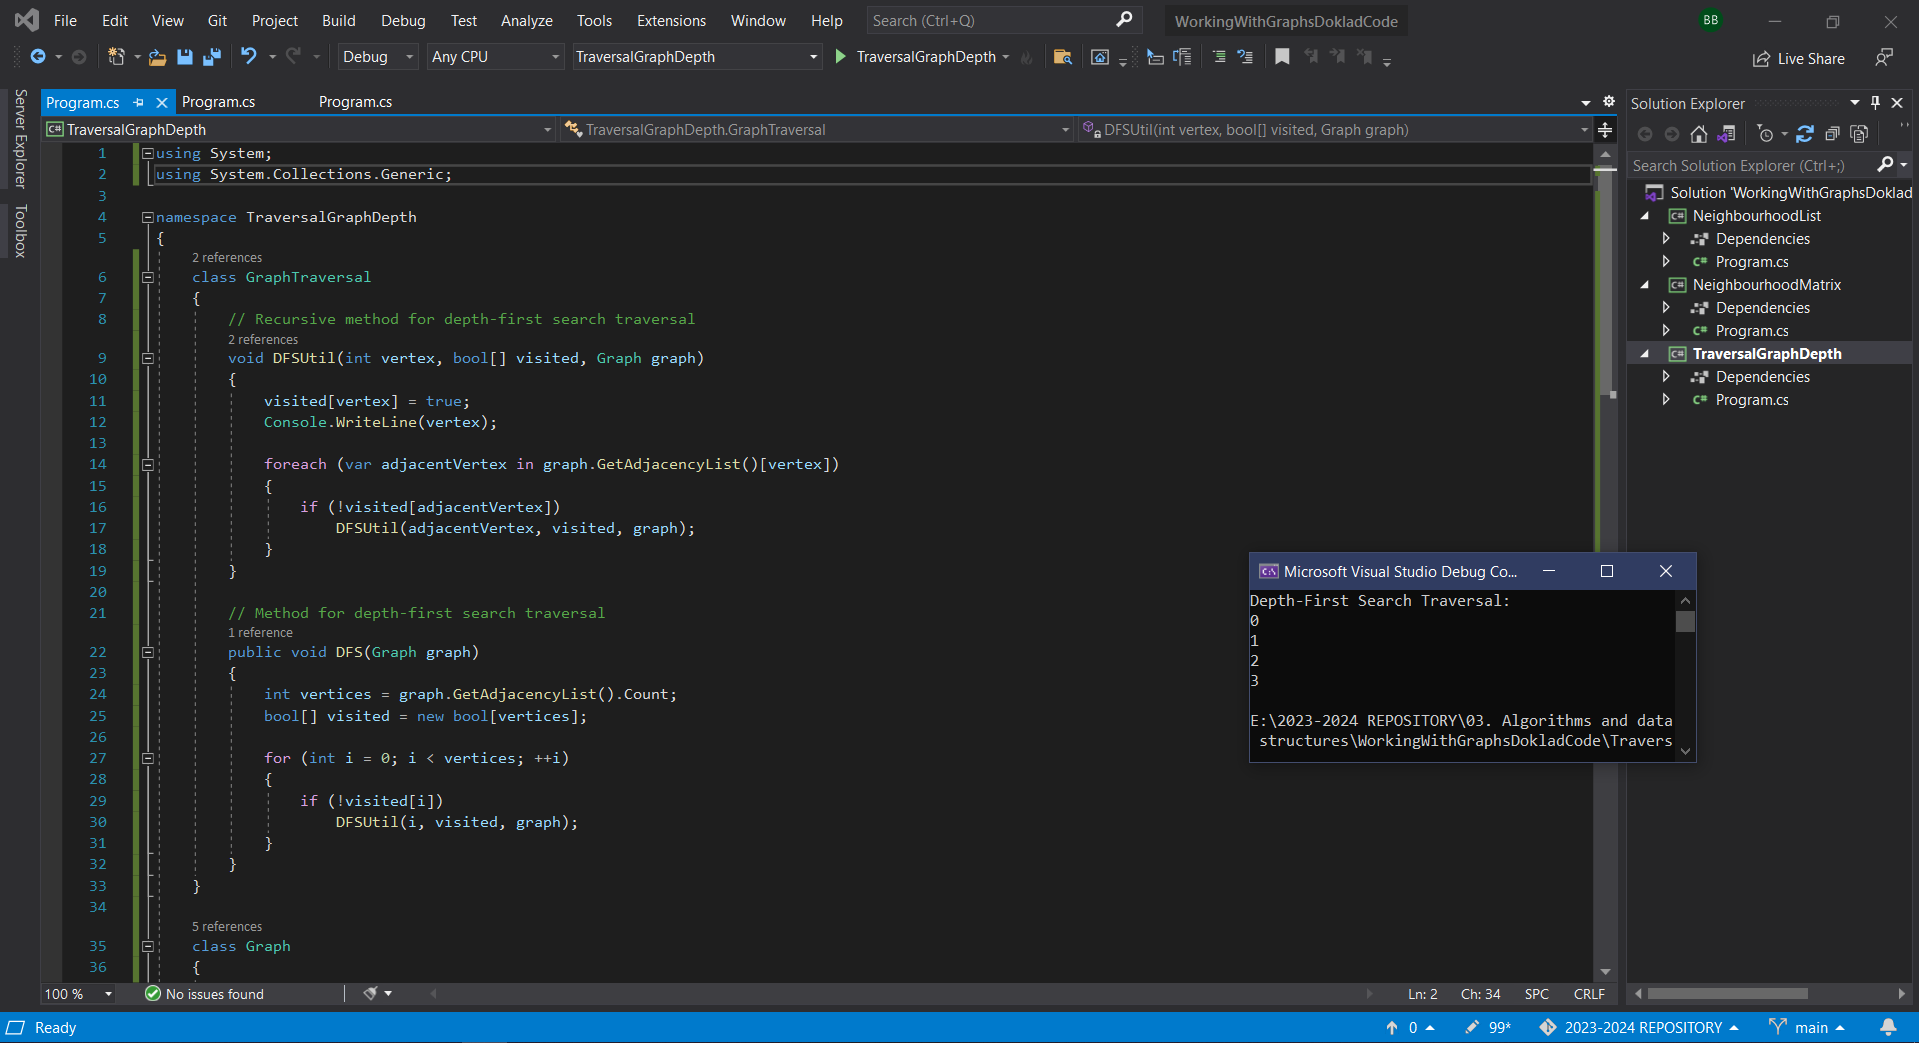 File Edit View Git Project Build Debug Test Analyze Tools Extensions Window Help Search (Ctrl+Q) WorkingWithGraphsDokladCode BB
Debug Any CPU TraversalGraphDepth TraversalGraphDepth Live Share
Server Explorer
Toolbox
Program.cs Program.cs Program.cs
C# TraversalGraphDepth TraversalGraphDepth.GraphTraversal DFSUtil(int vertex, bool[] visited, Graph graph)
1 using System;
2 using System.Collections.Generic;
3
4 namespace TraversalGraphDepth
5 {
2 references
6 class GraphTraversal
7 {
8 // Recursive method for depth-first search traversal
2 references
9 void DFSUtil(int vertex, bool[] visited, Graph graph)
10 {
11 visited[vertex] = true;
12 Console.WriteLine(vertex);
13
14 foreach (var adjacentVertex in graph.GetAdjacencyList()[vertex])
15 {
16 if (!visited[adjacentVertex])
17 DFSUtil(adjacentVertex, visited, graph);
18 }
19 }
20
21 // Method for depth-first search traversal
1 reference
22 public void DFS(Graph graph)
23 {
24 int vertices = graph.GetAdjacencyList().Count;
25 bool[] visited = new bool[vertices];
26
27 for (int i = 0; i < vertices; ++i)
28 {
29 if (!visited[i])
30 DFSUtil(i, visited, graph);
31 }
32 }
33 }
34
5 references
35 class Graph
36 {
100 % No issues found Ln: 2 Ch: 34 SPC CRLF
Solution Explorer
Search Solution Explorer (Ctrl+;)
Solution 'WorkingWithGraphsDoklad
C# NeighbourhoodList
Dependencies
C# Program.cs
C# NeighbourhoodMatrix
Dependencies
C# Program.cs
C# TraversalGraphDepth
Dependencies
C# Program.cs
C:\ Microsoft Visual Studio Debug Co...
Depth-First Search Traversal:
0
1
2
3
E:\2023-2024 REPOSITORY\03. Algorithms and data
structures\WorkingWithGraphsDokladCode\Travers
Ready 0 99* 2023-2024 REPOSITORY main